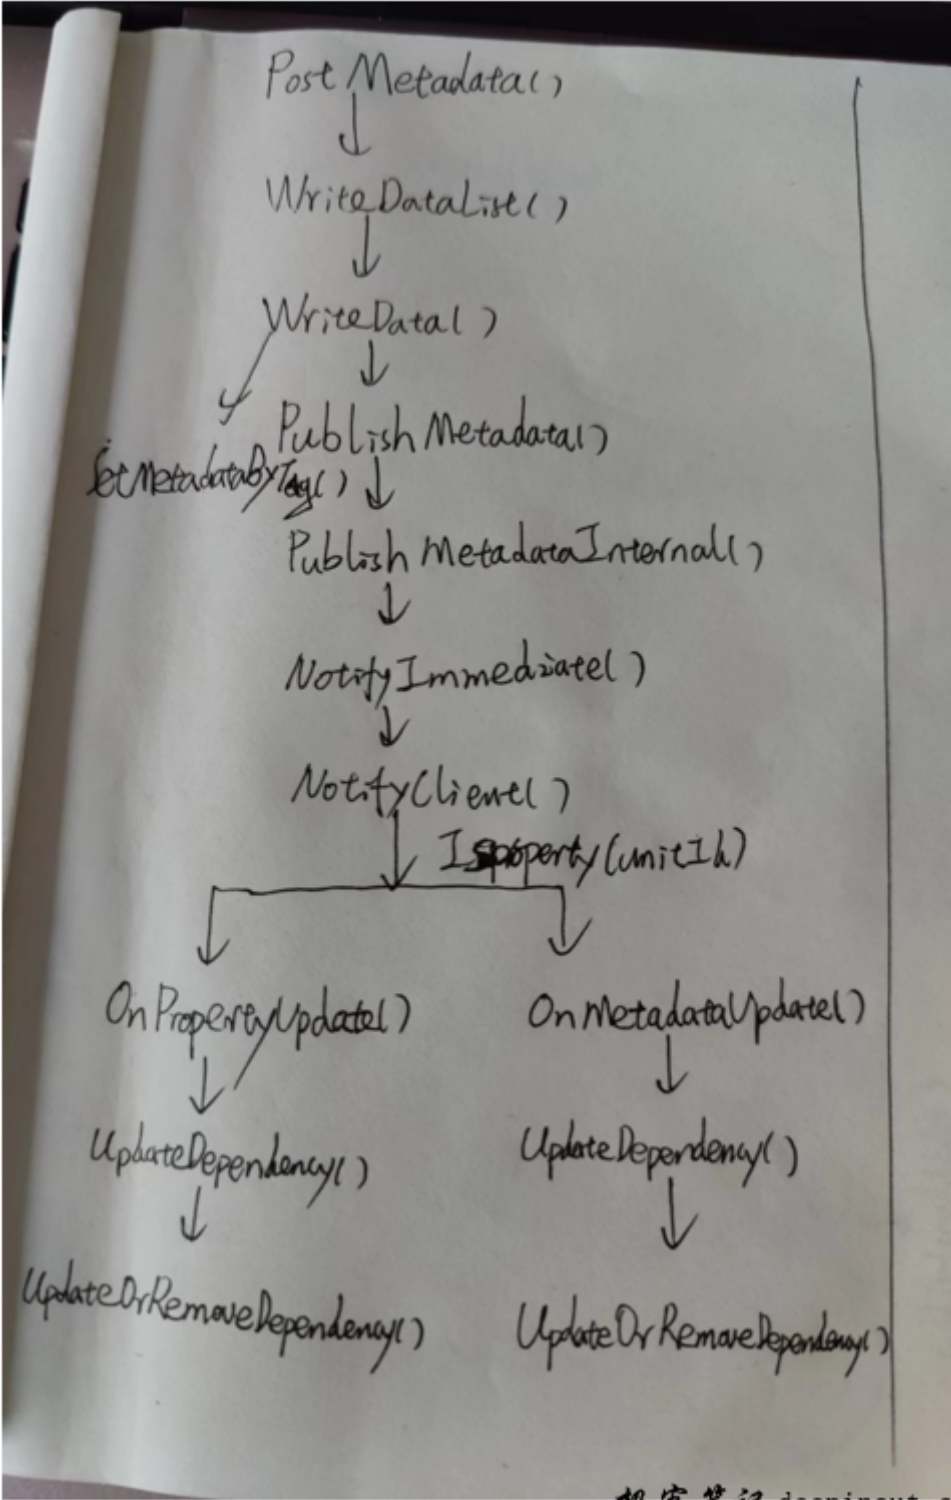 PostMetadata()
WriteDataList()
WriteData()
PublishMetadata()
SetMetadataByTag()
PublishMetadataInternal()
NotifyImmediate()
NotifyClient()
IsProperty(unitId)
OnPropertyUpdate()
OnMetadataUpdate()
UpdateDependency()
UpdateDependency()
UpdateOrRemoveDependency()
UpdateOrRemoveDependency()